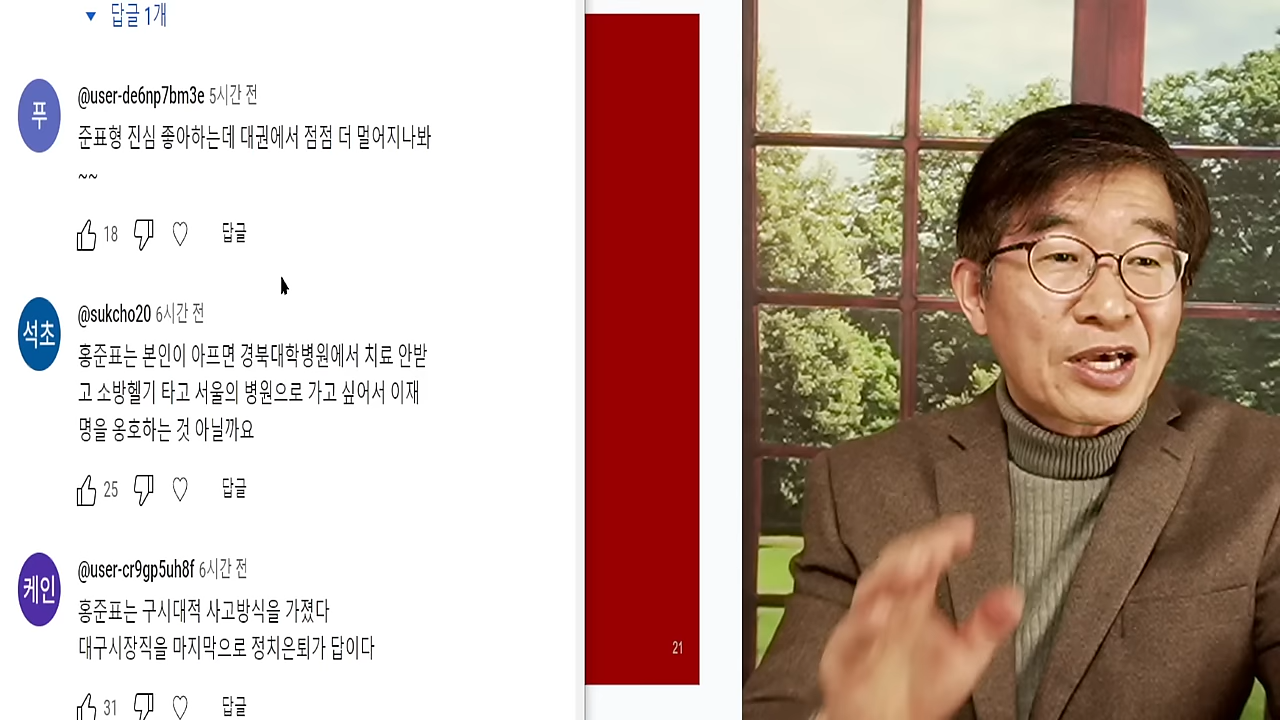 답글 1개
푸
@user-de6np7bm3e 5시간 전
준표형 진심 좋아하는데 대권에서 점점 더 멀어지나봐
~~
18 답글
석초
@sukcho20 6시간 전
홍준표는 본인이 아프면 경북대학병원에서 치료 안받
고 소방헬기 타고 서울의 병원으로 가고 싶어서 이재
명을 옹호하는 것 아닐까요
25 답글
케인
@user-cr9gp5uh8f 6시간 전
홍준표는 구시대적 사고방식을 가졌다
대구시장직을 마지막으로 정치은퇴가 답이다
31 답글
21